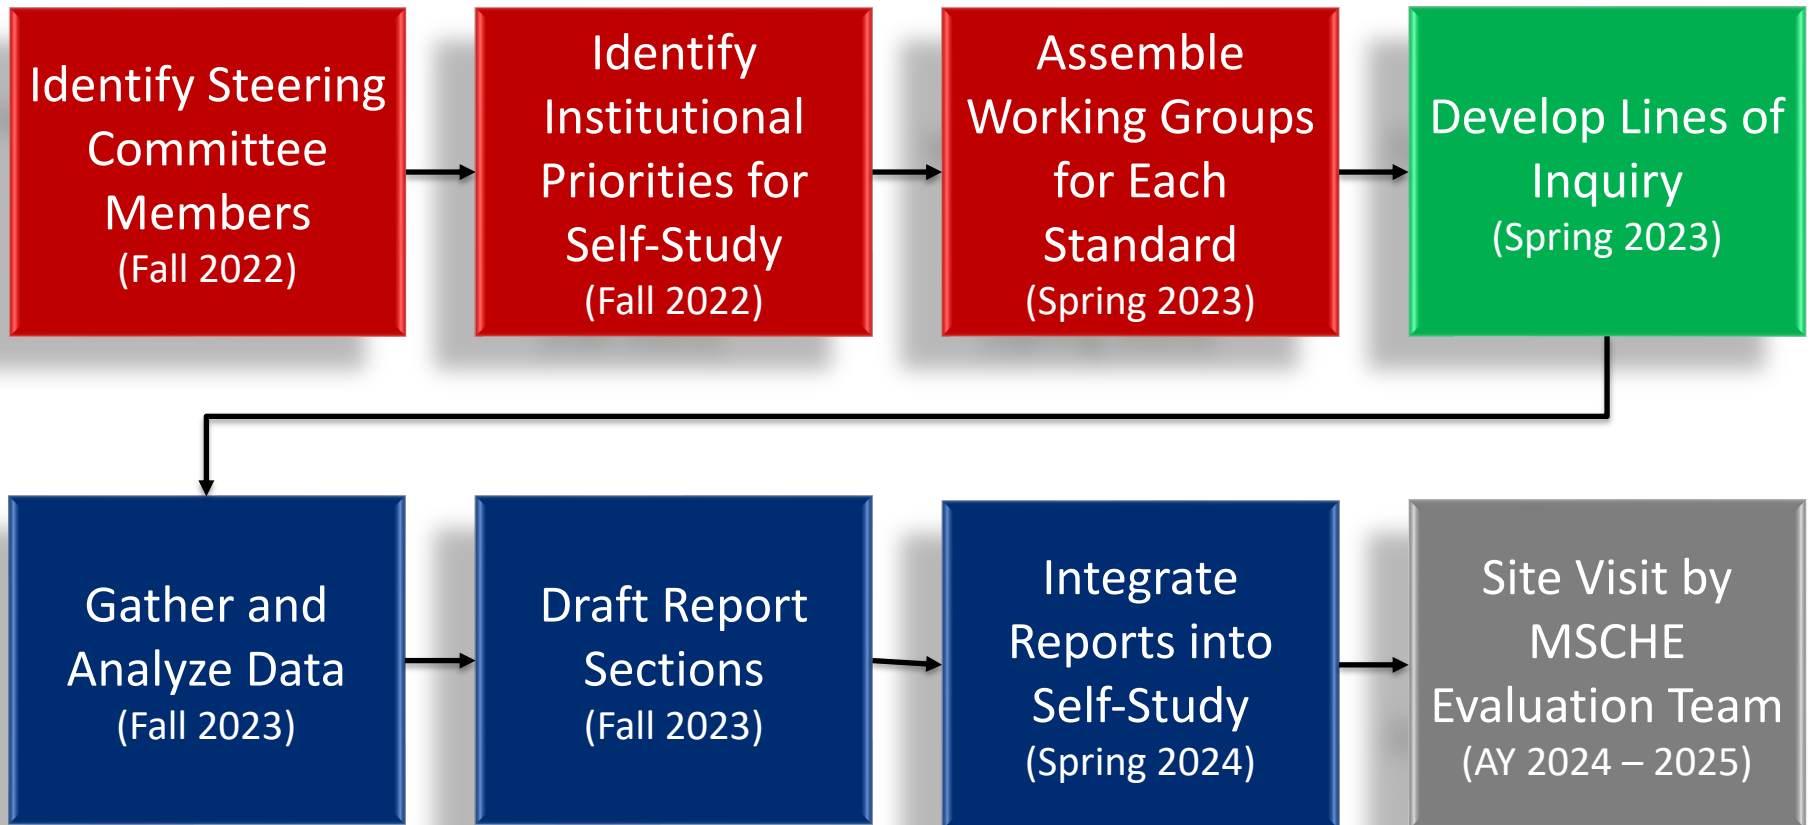 Identify Steering
Committee
Members
(Fall 2022)
Identify
Institutional
Priorities for
Self-Study
(Fall 2022)
Assemble
Working Groups
for Each
Standard
(Spring 2023)
Develop Lines of
Inquiry
(Spring 2023)
Gather and
Analyze Data
(Fall 2023)
Draft Report
Sections
(Fall 2023)
Integrate
Reports into
Self-Study
(Spring 2024)
Site Visit by
MSCHE
Evaluation Team
(AY 2024 – 2025)